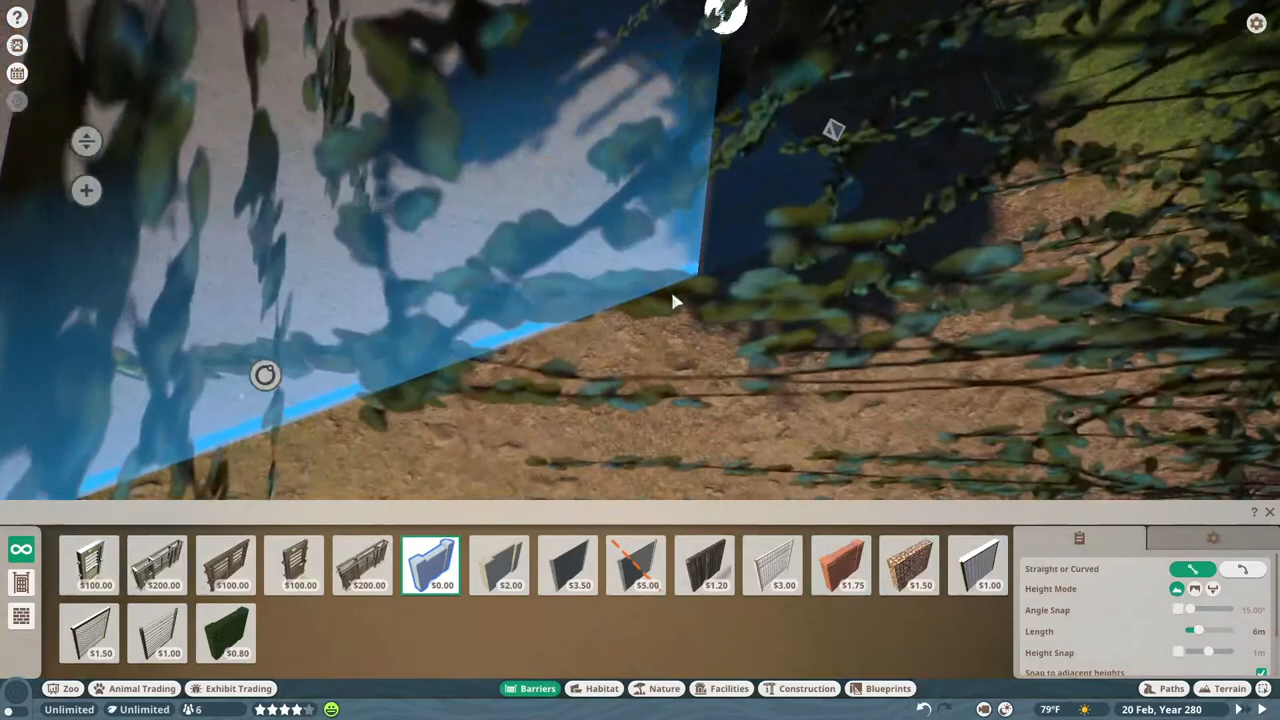 ?
? ×
$100.00 $200.00 $100.00 $100.00 $200.00 $0.00 $2.00 $3.50 $5.00 $1.20 $3.00 $1.75 $1.50 $1.00
$1.50 $1.00 $0.80
Straight or Curved
Height Mode
Angle Snap 15.00°
Length 6m
Height Snap 1m
Snap to adjacent heights
Zoo Animal Trading Exhibit Trading Barriers Habitat Nature Facilities Construction Blueprints Paths Terrain
Unlimited Unlimited 6 79°F 20 Feb, Year 280